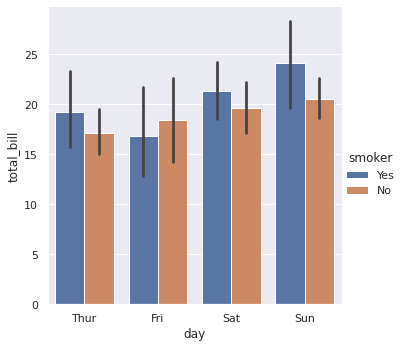 total_bill
25
20
15
10
5
0
Thur Fri Sat Sun
day
smoker
Yes
No